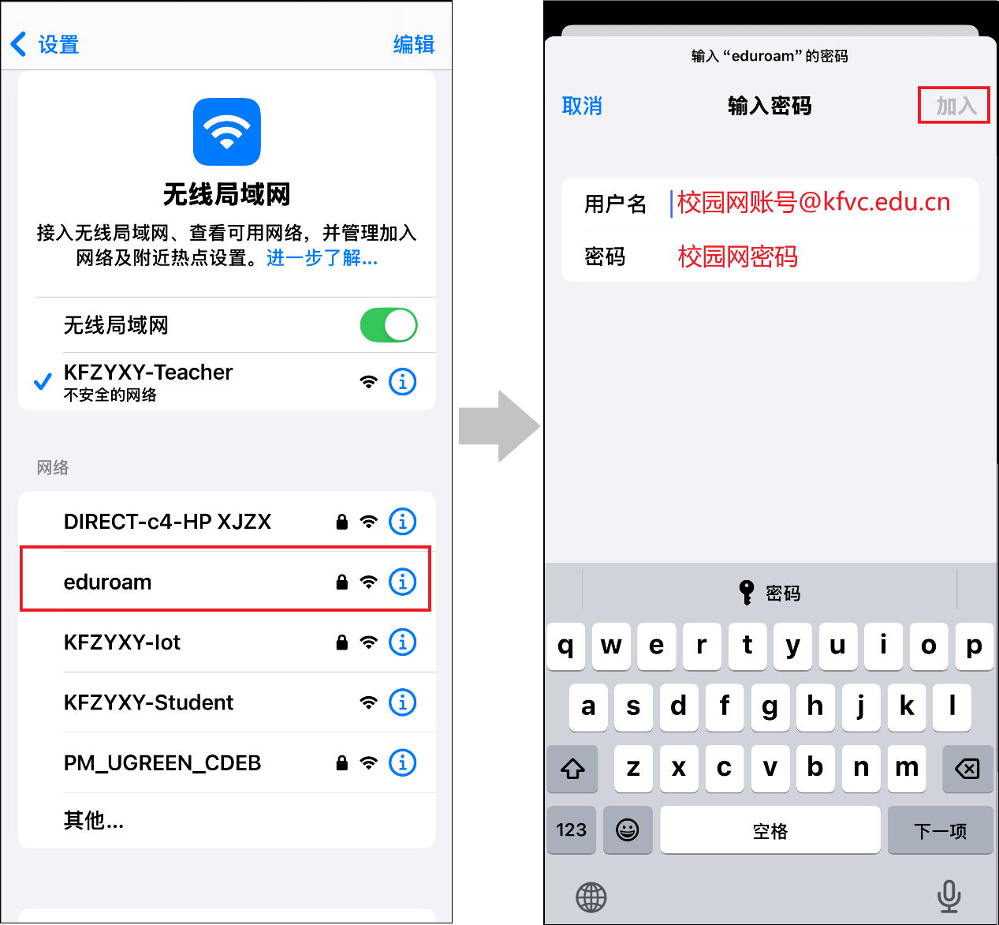 设置
编辑
无线局域网
接入无线局域网、查看可用网络，并管理加入
网络及附近热点设置。进一步了解...
无线局域网
KFZYXY-Teacher
不安全的网络
网络
DIRECT-c4-HP XJZX
eduroam
KFZYXY-Iot
KFZYXY-Student
PM_UGREEN_CDEB
其他...
输入“eduroam”的密码
取消
输入密码
加入
用户名 校园网账号@kfvc.edu.cn
密码 校园网密码
密码
q w e r t y u i o p
a s d f g h j k l
z x c v b n m
123 空格 下一项